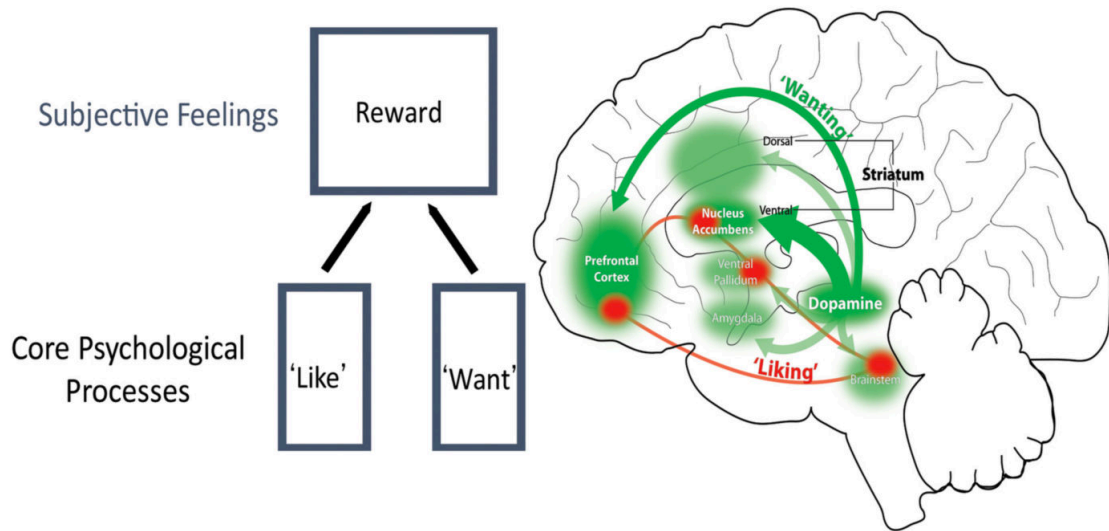 Subjective Feelings
Reward
Core Psychological
Processes
‘Like’
‘Want’
‘Wanting’
Dorsal
Striatum
Ventral
Nucleus
Accumbens
Prefrontal
Cortex
Ventral
Pallidum
Dopamine
Amygdala
‘Liking’
Brainstem